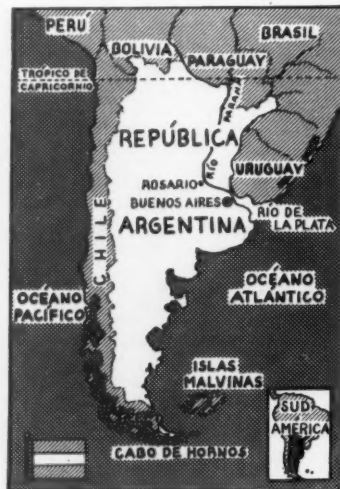 PERÚ
BOLIVIA
BRASIL
PARAGUAY
TRÓPICO DE
CAPRICORNIO
RÍO
PARANÁ
REPÚBLICA
URUGUAY
ROSARIO
BUENOS AIRES
RÍO DE
LA PLATA
ARGENTINA
CHILE
OCÉANO
PACÍFICO
OCÉANO
ATLÁNTICO
ISLAS
MALVINAS
SUD
AMÉRICA
CABO DE HORNOS